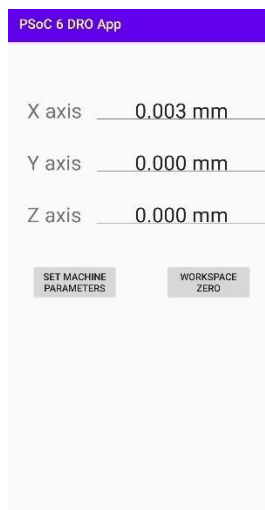 PSoC 6 DRO App
X axis 0.003 mm
Y axis 0.000 mm
Z axis 0.000 mm
SET MACHINE
PARAMETERS
WORKSPACE
ZERO